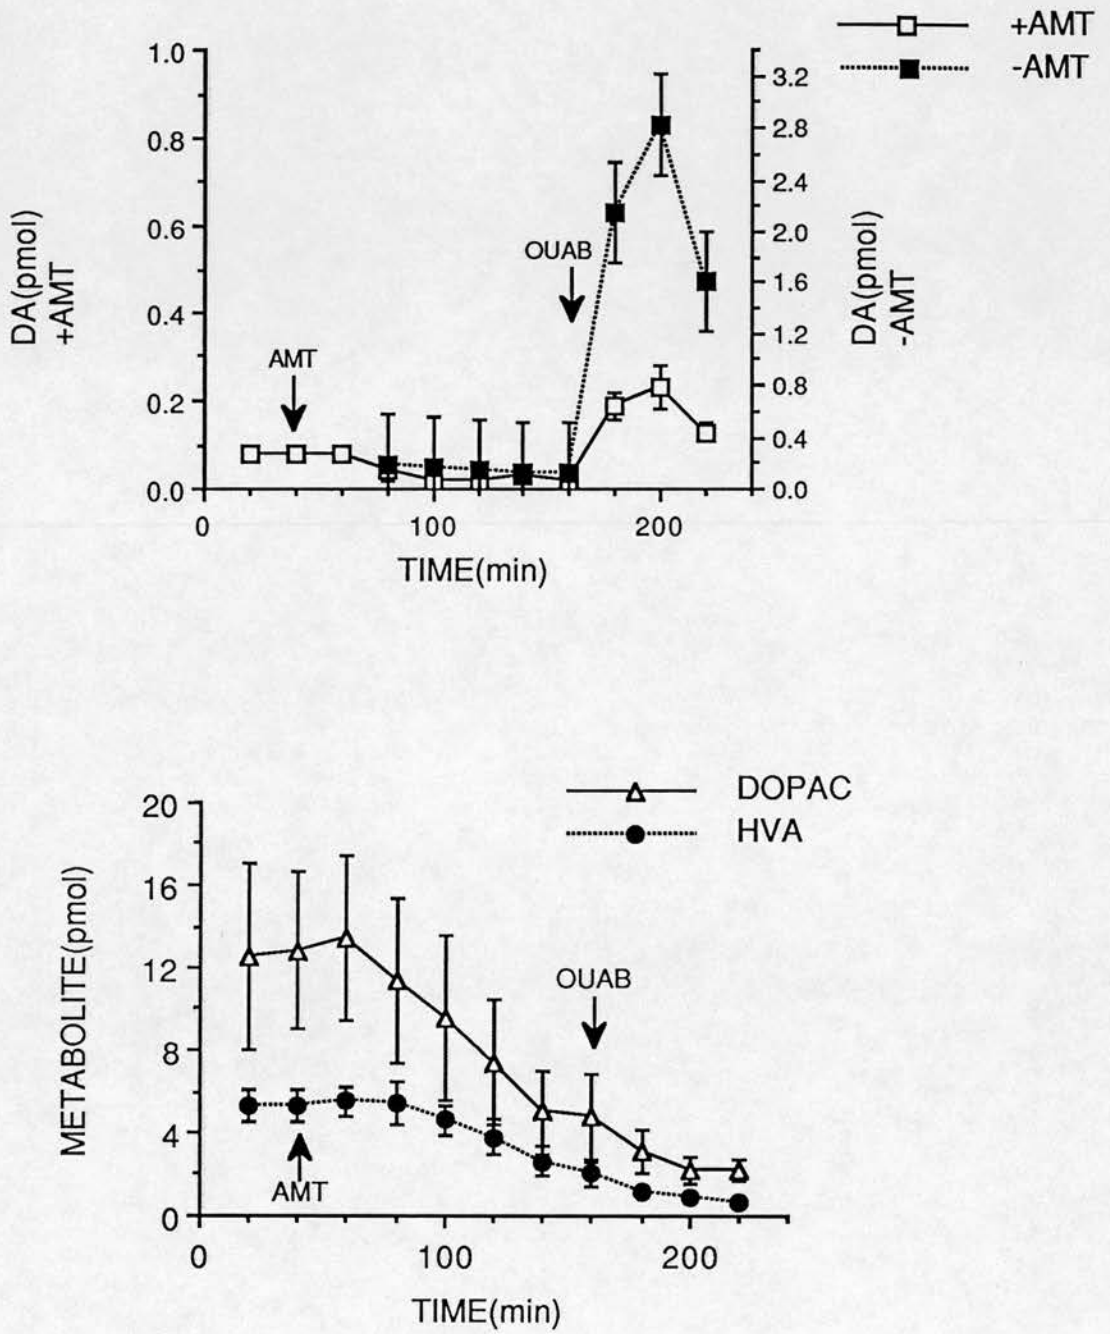 +AMT
-AMT
1.0
0.8
0.6
0.4
0.2
0.0
DA(pmol)
+AMT
3.2
2.8
2.4
2.0
1.6
1.2
0.8
0.4
0.0
DA(pmol)
-AMT
OUAB
AMT
0
100
200
TIME(min)
DOPAC
HVA
20
16
12
8
4
0
METABOLITE(pmol)
OUAB
AMT
0
100
200
TIME(min)